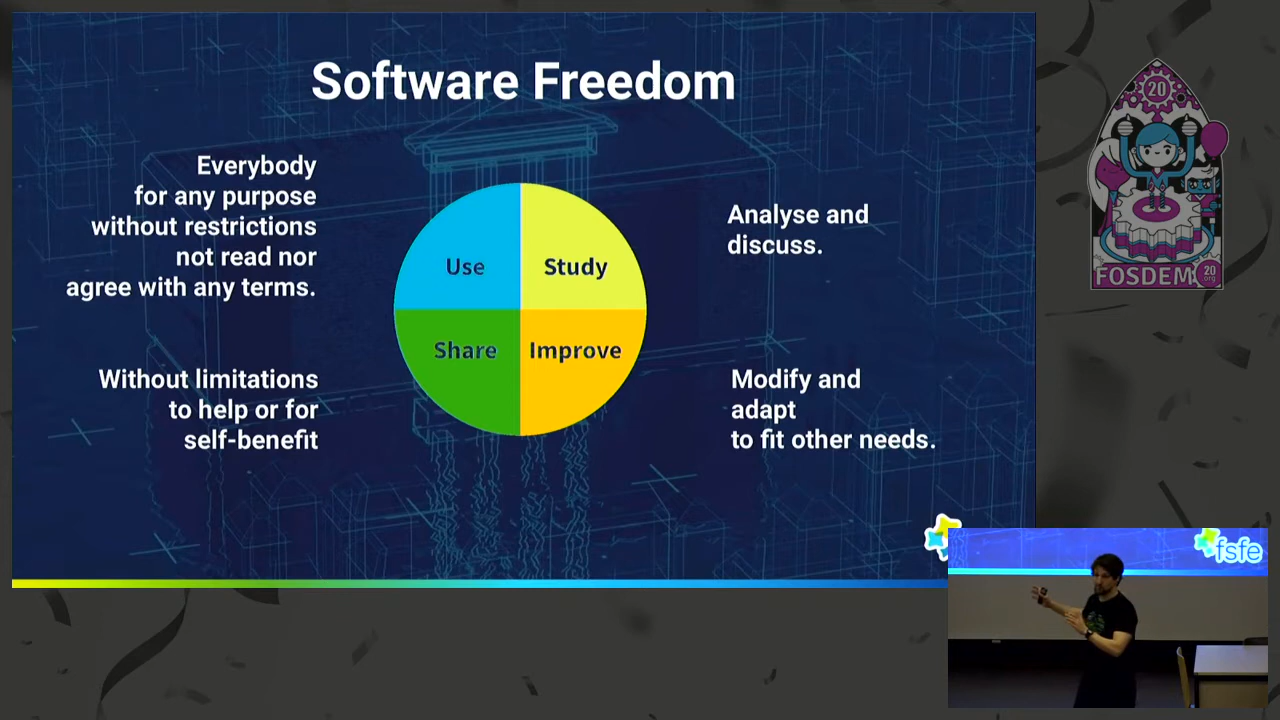 Software Freedom
Everybody
for any purpose
without restrictions
not read nor
agree with any terms.
Use
Study
Analyse and
discuss.
Share
Improve
Without limitations
to help or for
self-benefit
Modify and
adapt
to fit other needs.
20
FOSDEM
20
org
fsfe